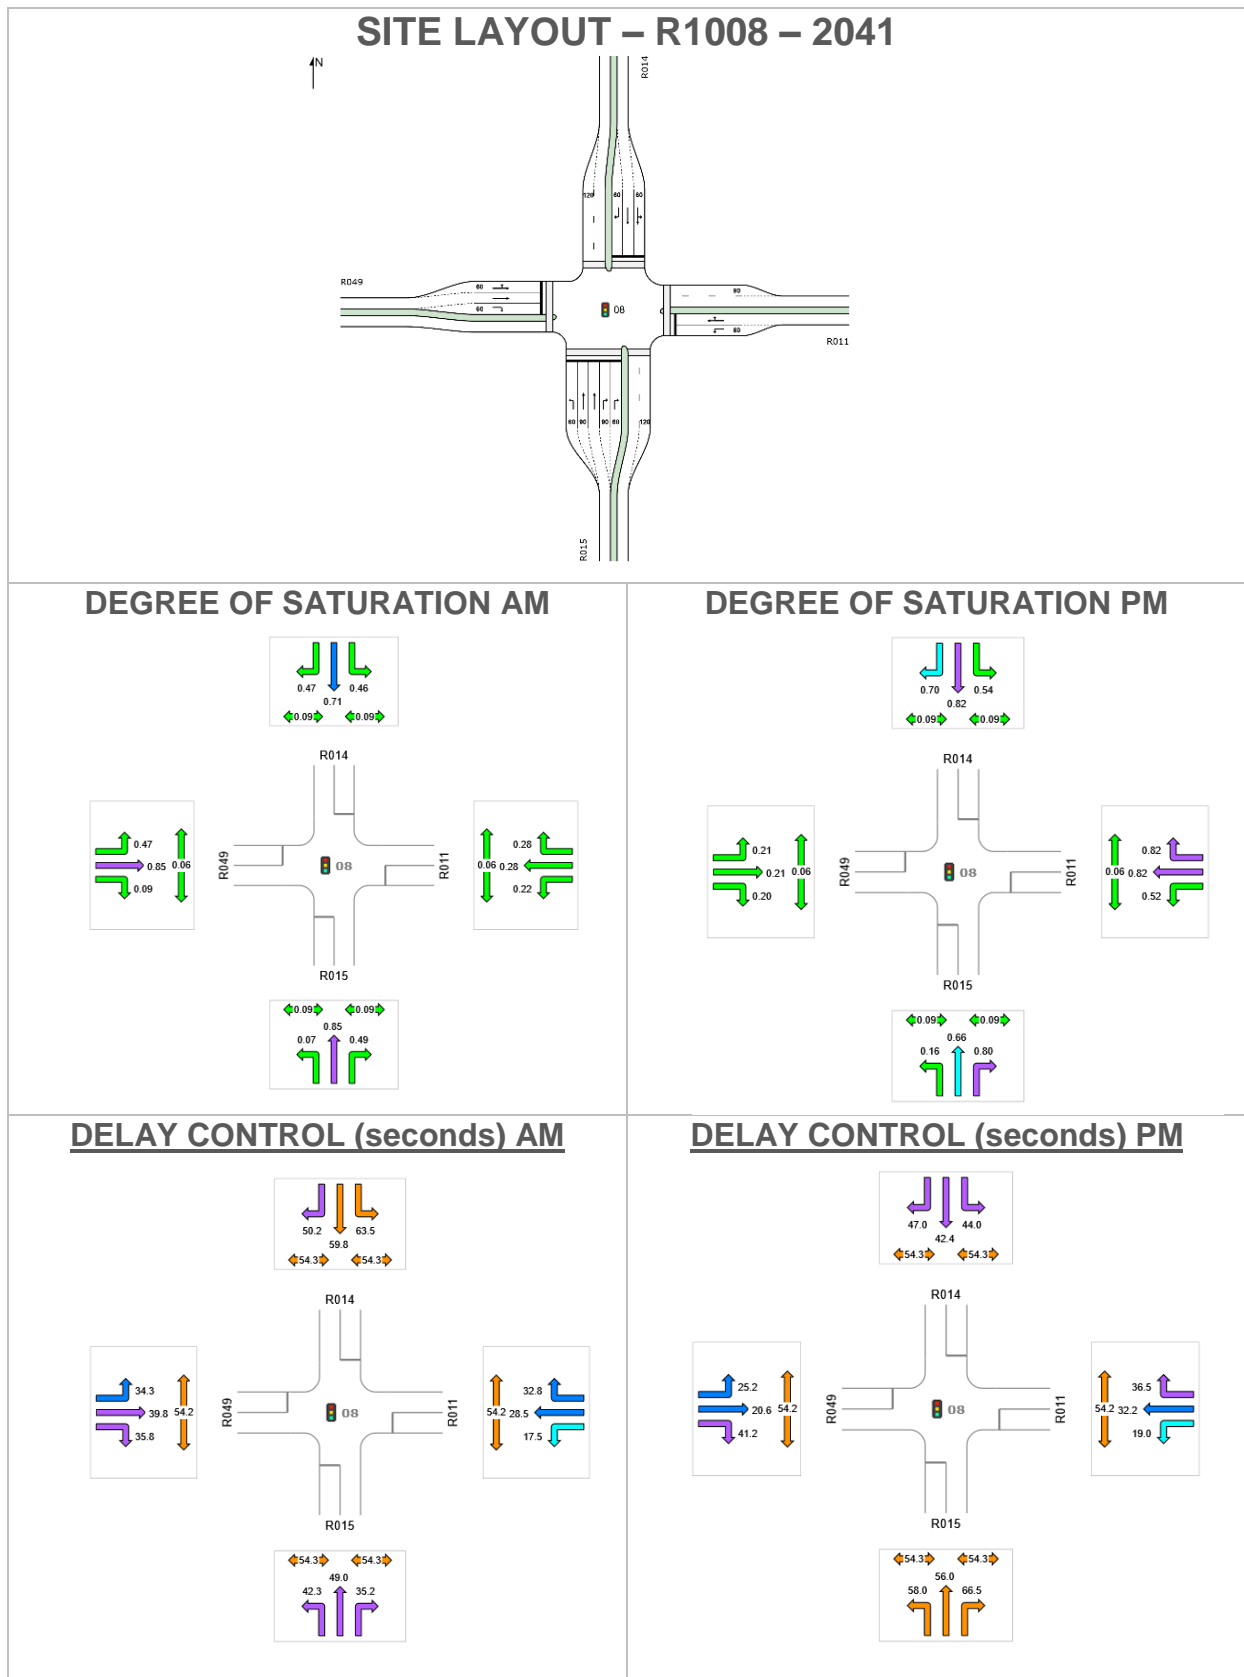 SITE LAYOUT – R1008 – 2041
N
R014
120 60 60
R049
60
60
08
80
80
R011
60 90 90 60 120
R015
DEGREE OF SATURATION AM
0.47 0.46
0.71
0.09 0.09
R014
0.47
0.85 0.06
0.09
R049
08
R011
0.28
0.06 0.28
0.22
R015
0.09 0.09
0.85
0.07 0.49
DEGREE OF SATURATION PM
0.70 0.54
0.82
0.09 0.09
R014
0.21
0.21 0.06
0.20
R049
08
R011
0.82
0.06 0.82
0.52
R015
0.09 0.09
0.66
0.16 0.80
DELAY CONTROL (seconds) AM
50.2 63.5
59.8
54.3 54.3
R014
34.3
39.8 54.2
35.8
R049
08
R011
32.8
54.2 28.5
17.5
R015
54.3 54.3
49.0
42.3 35.2
DELAY CONTROL (seconds) PM
47.0 44.0
42.4
54.3 54.3
R014
25.2
20.6 54.2
41.2
R049
08
R011
36.5
54.2 32.2
19.0
R015
54.3 54.3
56.0
58.0 66.5